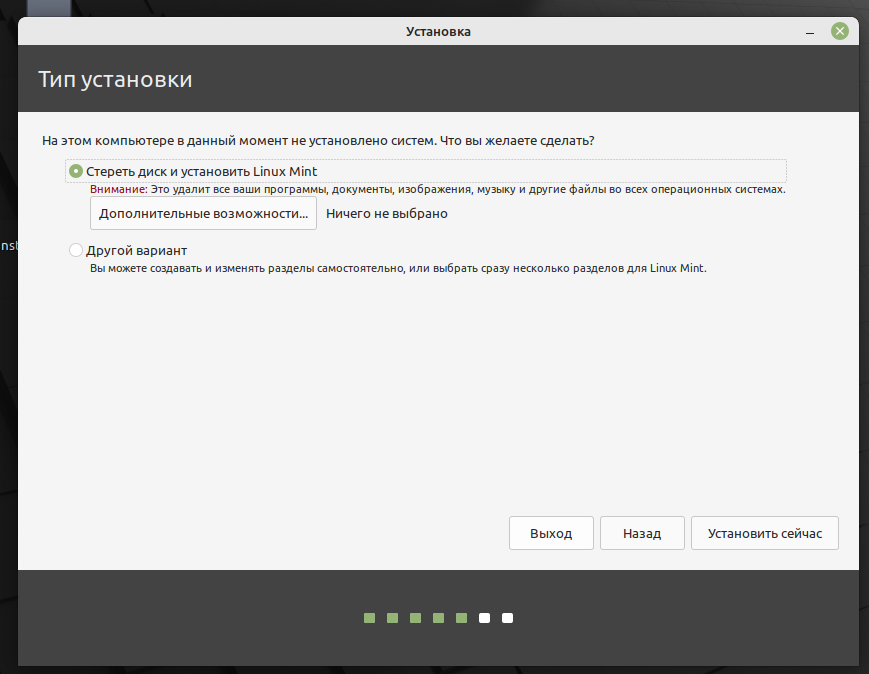 Установка
Тип установки
На этом компьютере в данный момент не установлено систем. Что вы желаете сделать?
Стереть диск и установить Linux Mint
Внимание: Это удалит все ваши программы, документы, изображения, музыку и другие файлы во всех операционных системах.
Дополнительные возможности... Ничего не выбрано
nst
Другой вариант
Вы можете создавать и изменять разделы самостоятельно, или выбрать сразу несколько разделов для Linux Mint.
Выход Назад Установить сейчас